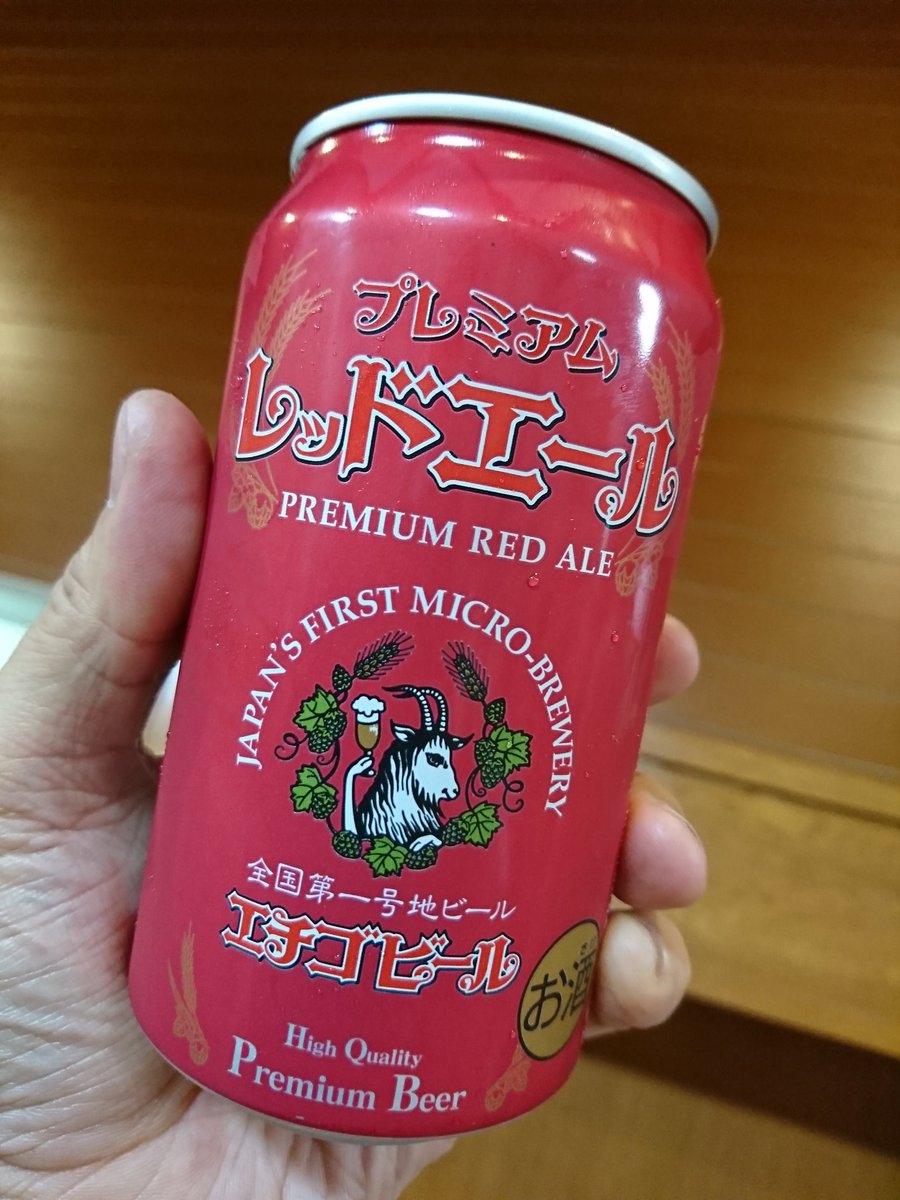 プレミアム
レッドエール
PREMIUM RED ALE
JAPAN'S FIRST MICRO-BREWERY
全国第一号地ビール
エチゴビール
お酒
High Quality
Premium Beer